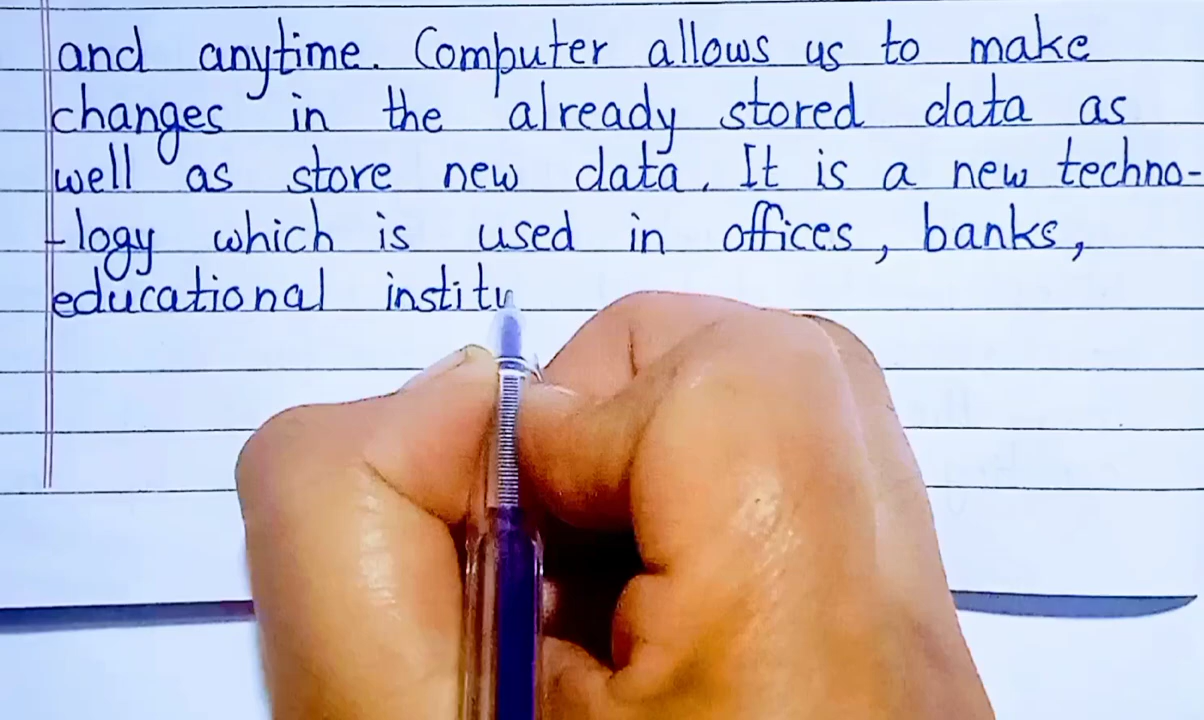 and anytime. Computer allows us to make
changes in the already stored data as
well as store new data. It is a new techno-
-logy which is used in offices, banks,
educational institu